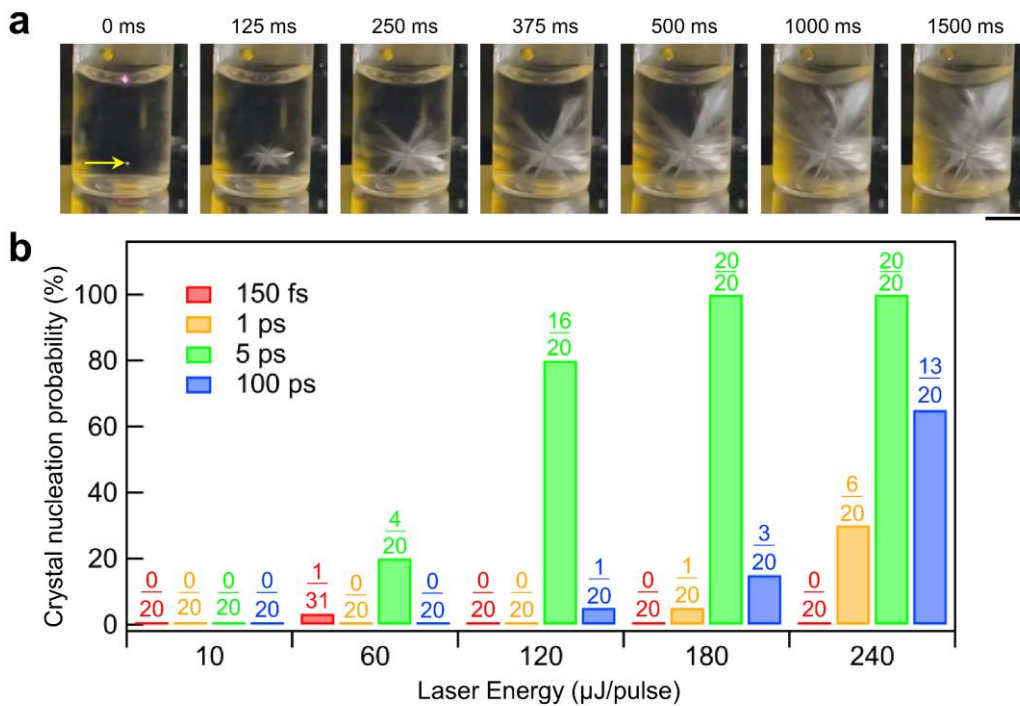 a
0 ms 125 ms 250 ms 375 ms 500 ms 1000 ms 1500 ms
b
Crystal nucleation probability (%)
100
80
60
40
20
0
150 fs
1 ps
5 ps
100 ps
0/20 0/20 0/20 0/20
1/31 0/20 4/20 0/20
0/20 0/20 16/20 1/20
0/20 1/20 20/20 3/20
0/20 6/20 20/20 13/20
10 60 120 180 240
Laser Energy (μJ/pulse)